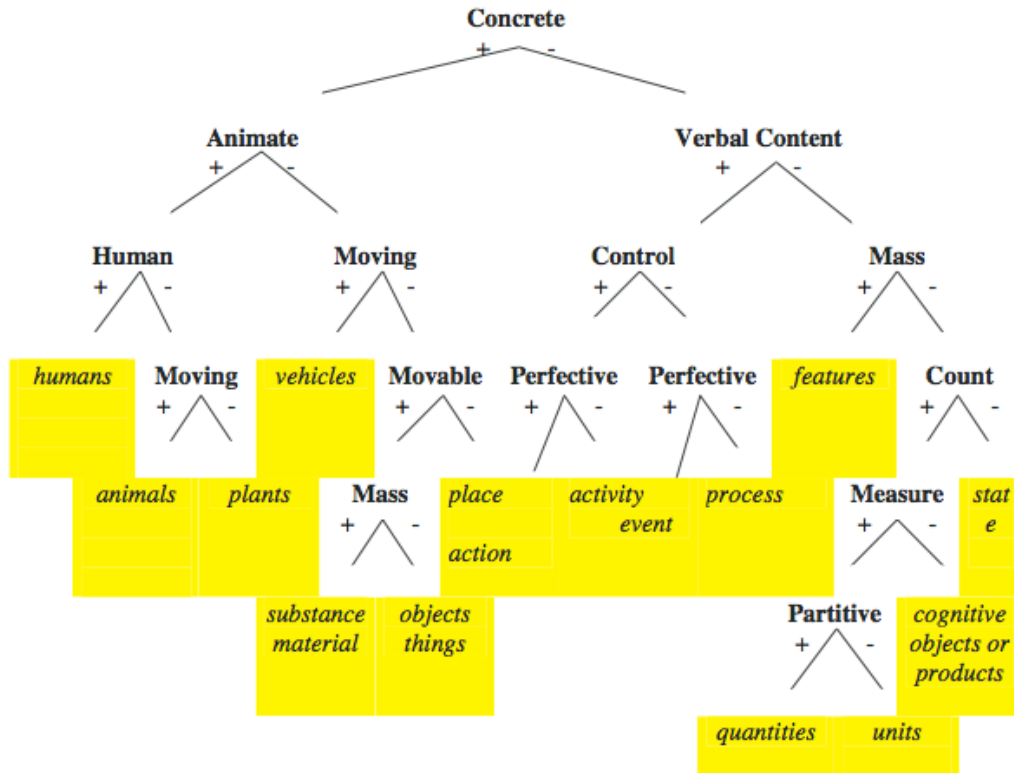 Concrete
+ -
Animate Verbal Content
+ - + -
Human Moving Control Mass
+ - + - + - + -
humans Moving vehicles Movable Perfective Perfective features Count
+ - + - + - + - + -
animals plants Mass place activity process Measure stat
+ - event + - e
action
substance objects Partitive cognitive
material things + - objects or
products
quantities units